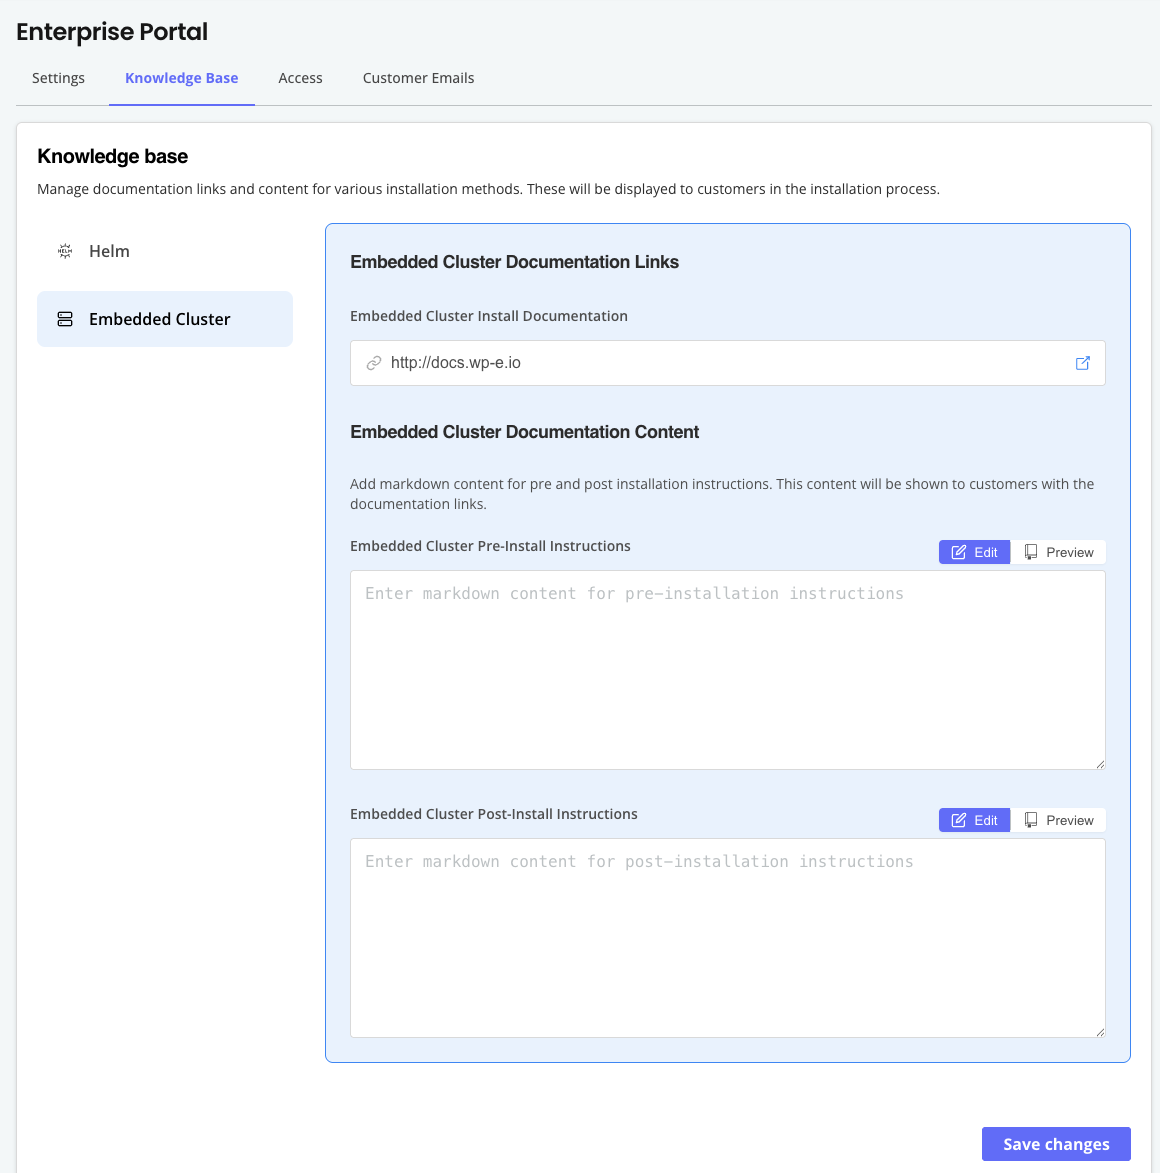 Enterprise Portal
Settings
Knowledge Base
Access
Customer Emails
Knowledge base
Manage documentation links and content for various installation methods. These will be displayed to customers in the installation process.
HELM
Helm
Embedded Cluster
Embedded Cluster Documentation Links
Embedded Cluster Install Documentation
http://docs.wp-e.io
Embedded Cluster Documentation Content
Add markdown content for pre and post installation instructions. This content will be shown to customers with the
documentation links.
Embedded Cluster Pre-Install Instructions
Edit
Preview
Enter markdown content for pre-installation instructions
Embedded Cluster Post-Install Instructions
Edit
Preview
Enter markdown content for post-installation instructions
Save changes